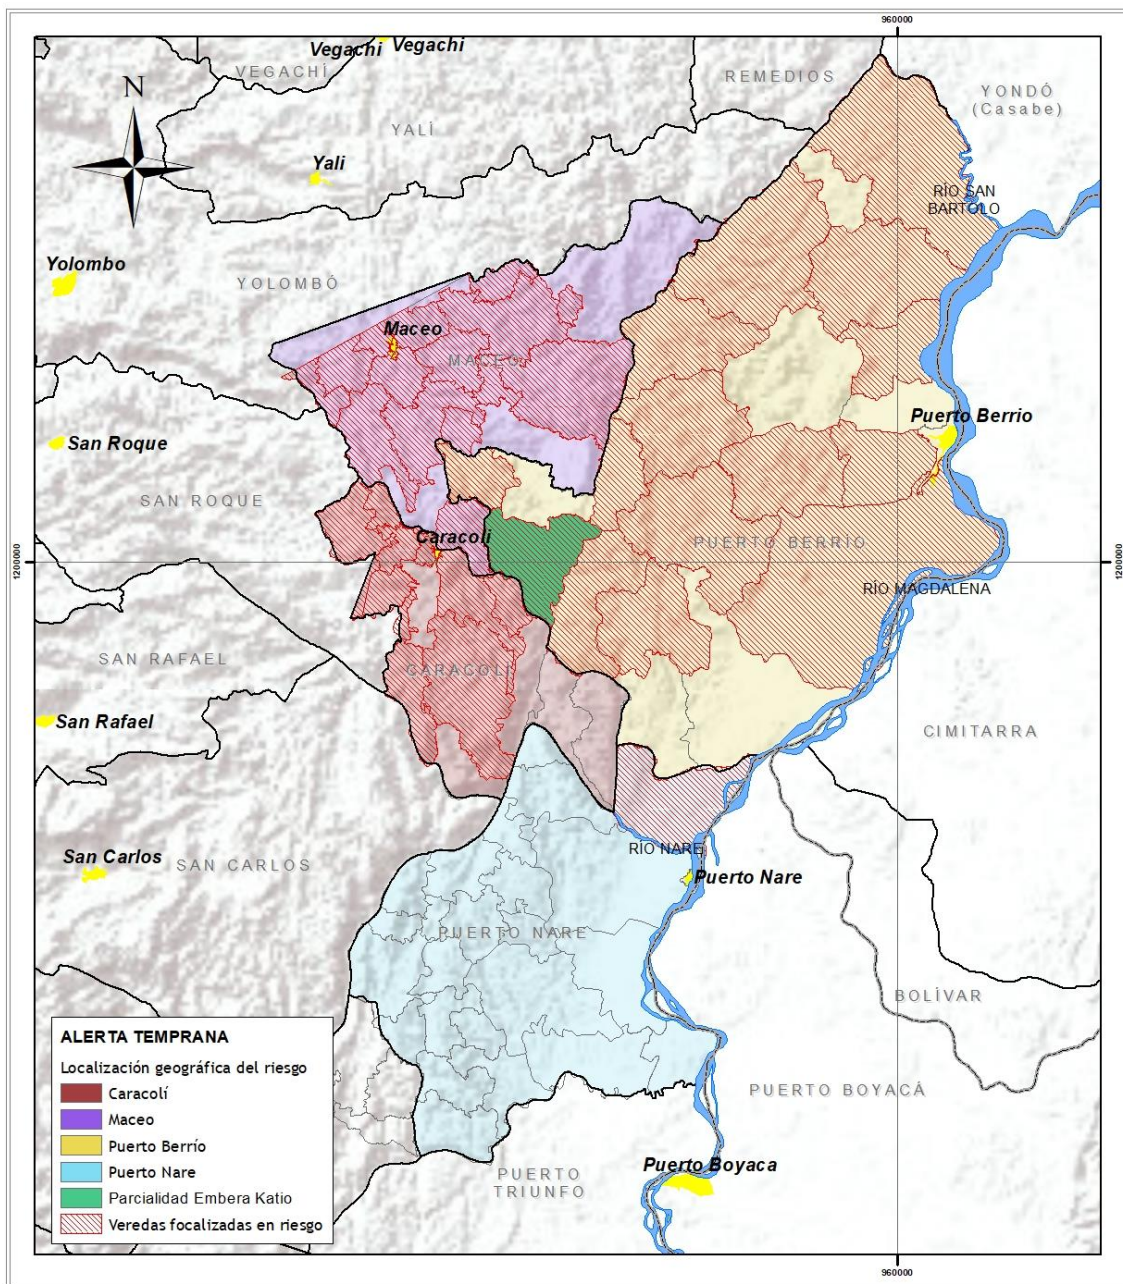 960000
Vegachi
Vegachi
VEGACHÍ
REMEDIOS
YONDÓ
(Casabe)
N
YALÍ
Yali
RÍO SAN
BARTOLO
Yolombo
YOLOMBÓ
Maceo
MACEO
Puerto Berrio
San Roque
SAN ROQUE
Caracoli
PUERTO BERRÍO
1200000
1200000
RÍO MAGDALENA
SAN RAFAEL
CARACOLÍ
San Rafael
CIMITARRA
RÍO NARE
San Carlos
SAN CARLOS
Puerto Nare
PUERTO NARE
BOLÍVAR
PUERTO BOYACÁ
Puerto Boyaca
PUERTO
TRIUNFO
ALERTA TEMPRANA
Localización geográfica del riesgo
Caracolí
Maceo
Puerto Berrío
Puerto Nare
Parcialidad Embera Katio
Veredas focalizadas en riesgo
960000